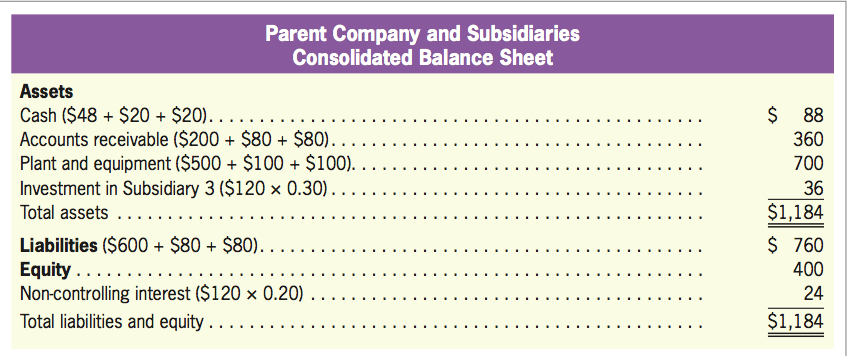 Parent Company and Subsidiaries
Consolidated Balance Sheet
Assets
Cash ($48 + $20 + $20). . . . . . . . . . . . . . . . . . . . $ 88
Accounts receivable ($200 + $80 + $80). . . . . . . . . . . . . . . . . . . . 360
Plant and equipment ($500 + $100 + $100). . . . . . . . . . . . . . . . . . . . 700
Investment in Subsidiary 3 ($120 × 0.30) . . . . . . . . . . . . . . . . . . . . 36
Total assets . . . . . . . . . . . . . . . . . . . . $1,184
Liabilities ($600 + $80 + $80). . . . . . . . . . . . . . . . . . . . $ 760
Equity . . . . . . . . . . . . . . . . . . . . 400
Non-controlling interest ($120 × 0.20) . . . . . . . . . . . . . . . . . . . . 24
Total liabilities and equity . . . . . . . . . . . . . . . . . . . . $1,184